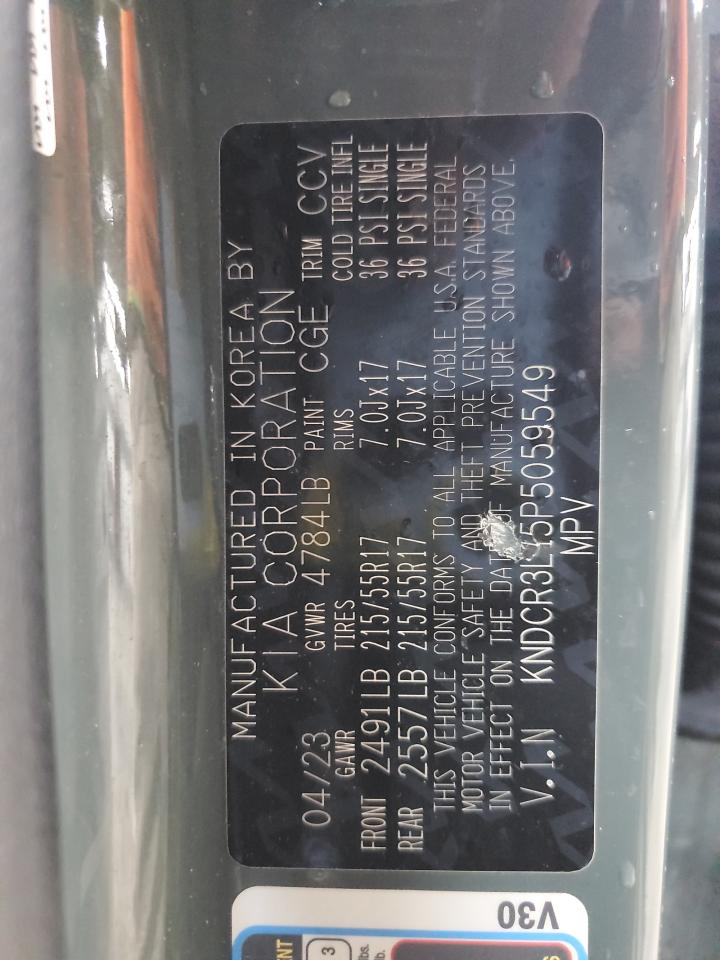 MANUFACTURED IN KOREA BY
KIA CORPORATION
04/23 GVWR 4784LB PAINT CGE TRIM CCV
GAWR TIRES RIMS COLD TIRE INFL
FRONT 2491LB 215/55R17 7.0Jx17 36 PSI SINGLE
REAR 2557LB 215/55R17 7.0Jx17 36 PSI SINGLE
THIS VEHICLE CONFORMS TO ALL APPLICABLE U.S.A. FEDERAL
MOTOR VEHICLE SAFETY AND THEFT PREVENTION STANDARDS
IN EFFECT ON THE DATE OF MANUFACTURE SHOWN ABOVE.
V.I.N
MPV
V30
3
lbs.
lb.